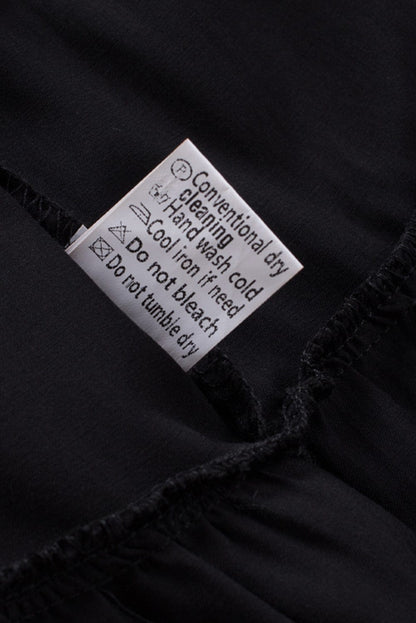 P Conventional dry
cleaning
Hand wash cold
Cool iron if need
Do not bleach
Do not tumble dry